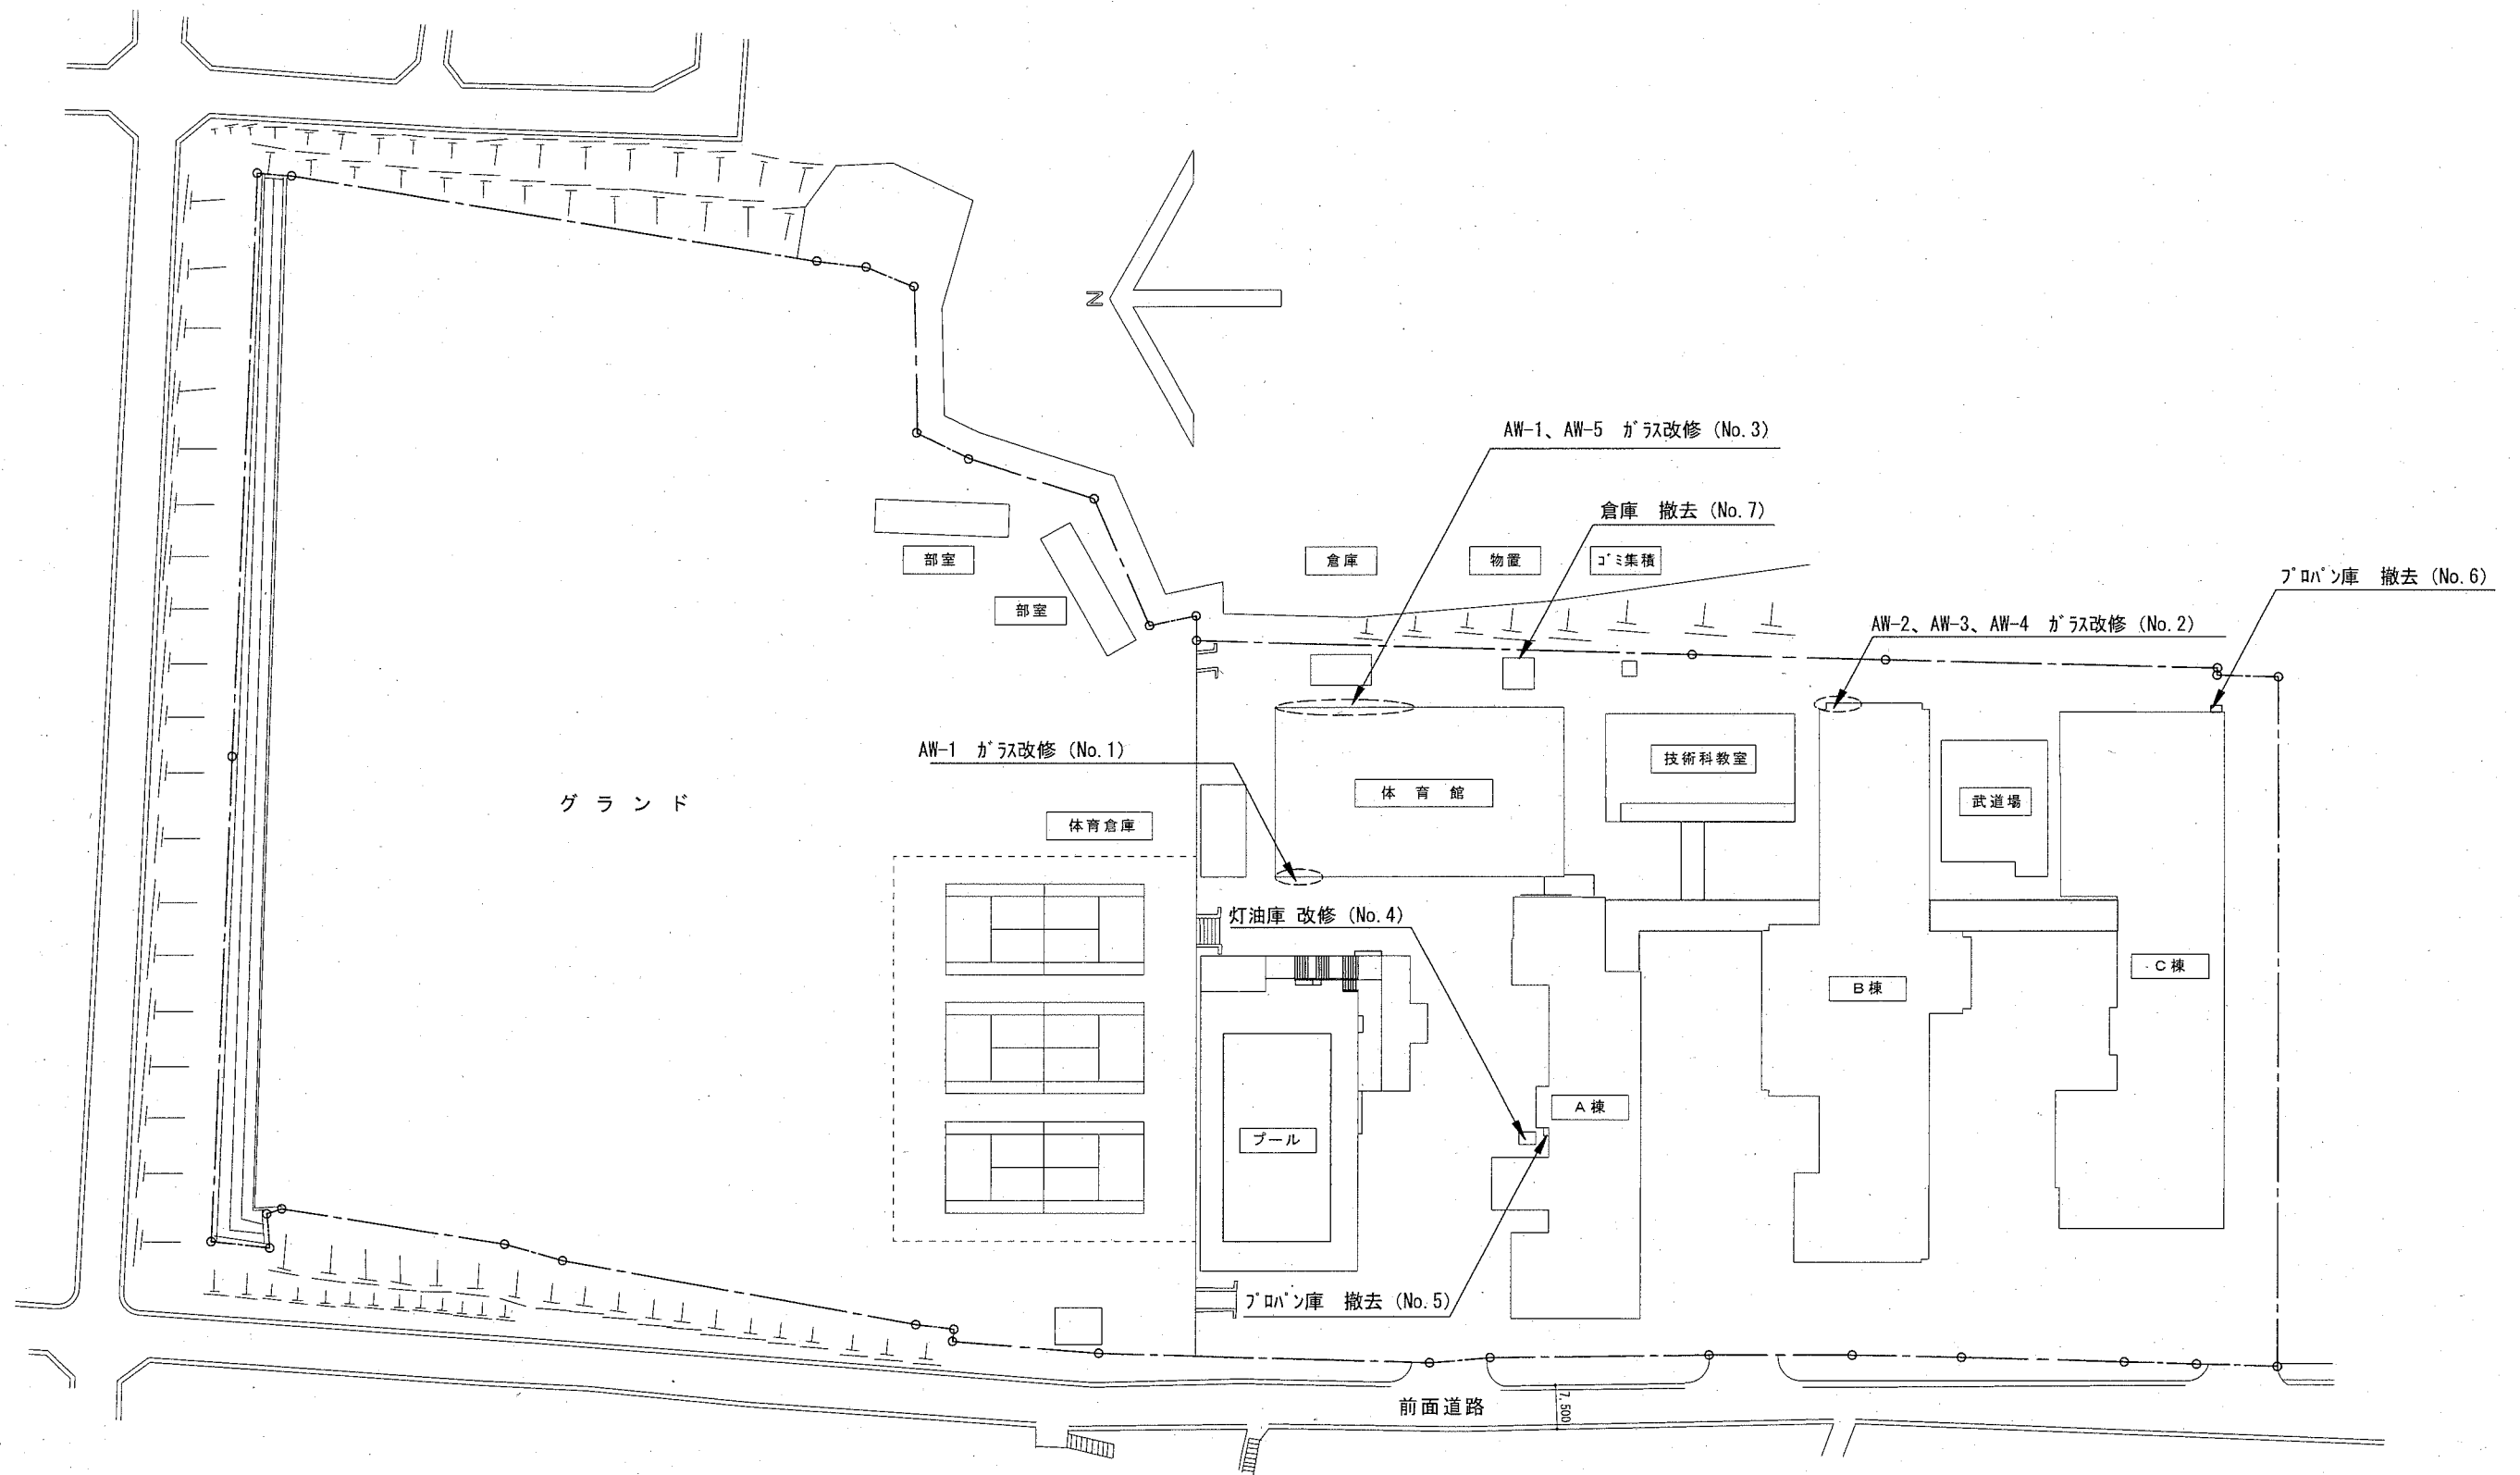 N
AW-1、AW-5 ガラス改修 (No.3)
倉庫 撤去 (No.7)
部室
倉庫
物置
ゴミ集積
プロパン庫 撤去 (No.6)
部室
AW-2、AW-3、AW-4 ガラス改修 (No.2)
AW-1 ガラス改修 (No.1)
技術科教室
体育館
武道場
グランド
体育倉庫
灯油庫 改修 (No.4)
C棟
B棟
A棟
プール
プロパン庫 撤去 (No.5)
前面道路
7.500